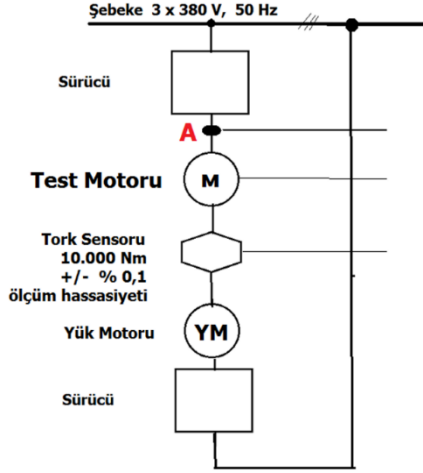 Şebeke 3 x 380 V, 50 Hz
Sürücü
A
Test Motoru
M
Tork Sensoru
10.000 Nm
+/- % 0,1
ölçüm hassasiyeti
Yük Motoru
YM
Sürücü